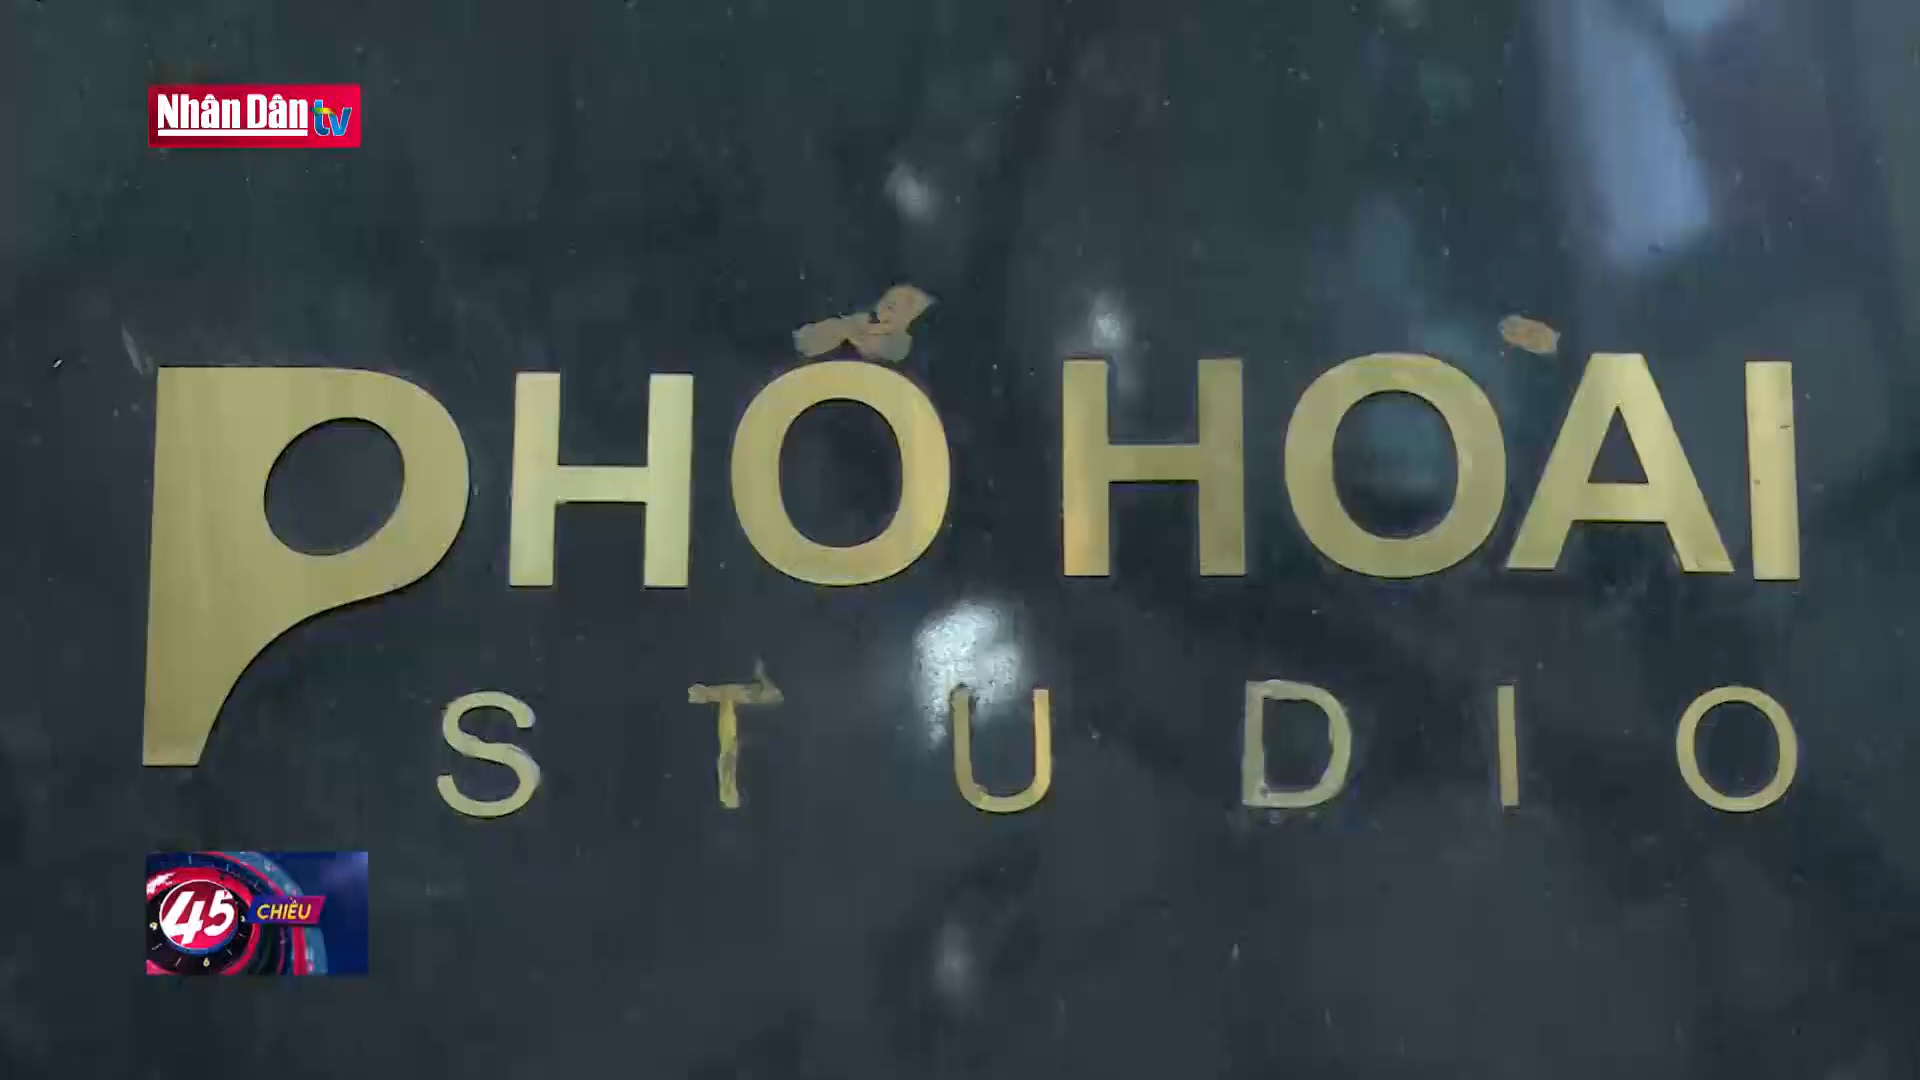 Nhân Dân tv
PHỐ HOÀI
STUDIO
45
CHIỀU